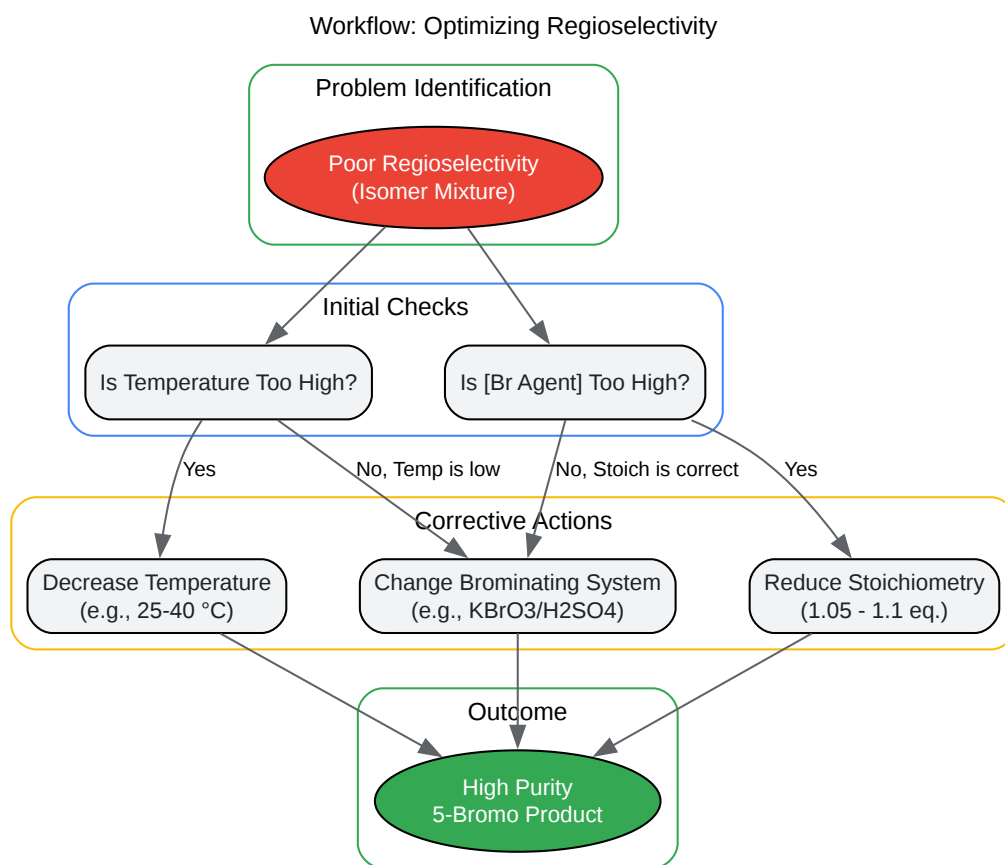 Workflow: Optimizing Regioselectivity
Problem Identification
Poor Regioselectivity
(Isomer Mixture)
Initial Checks
Is Temperature Too High?
Is [Br Agent] Too High?
Yes
No, Temp is low
No, Stoich is correct
Yes
Corrective Actions
Decrease Temperature
(e.g., 25-40 °C)
Change Brominating System
(e.g., KBrO3/H2SO4)
Reduce Stoichiometry
(1.05 - 1.1 eq.)
Outcome
High Purity
5-Bromo Product